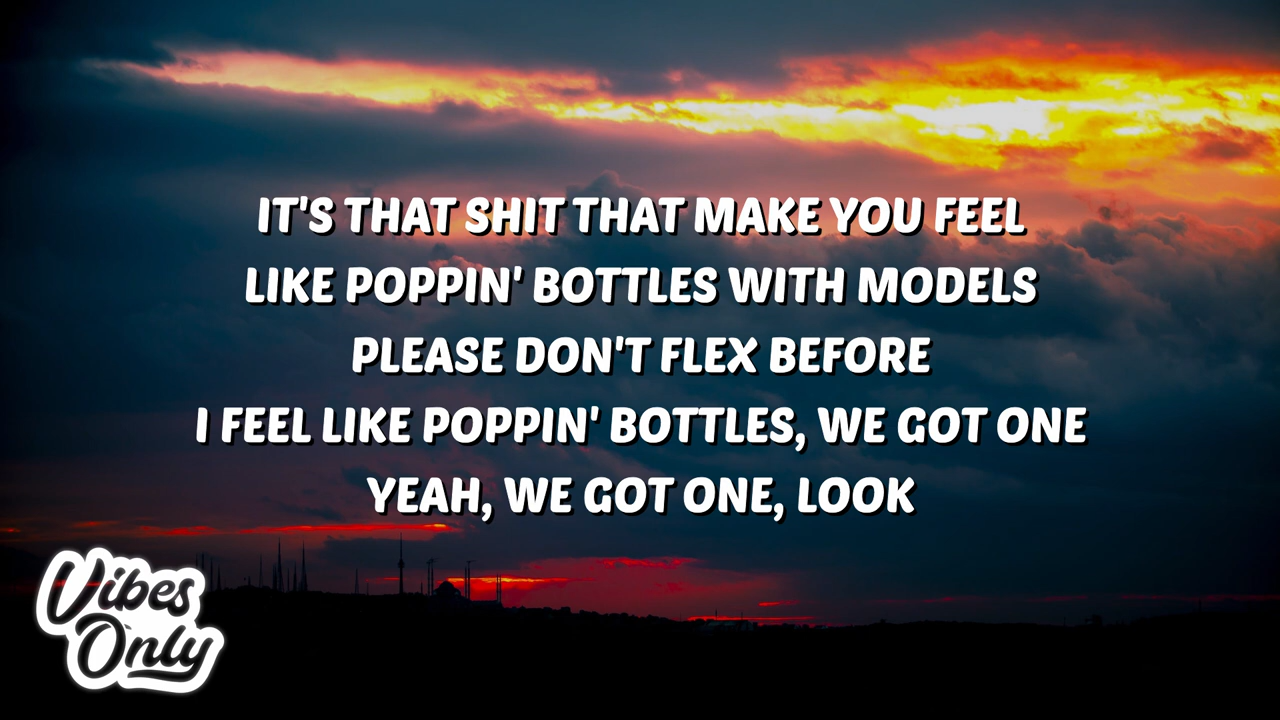 IT'S THAT SHIT THAT MAKE YOU FEEL
LIKE POPPIN' BOTTLES WITH MODELS
PLEASE DON'T FLEX BEFORE
I FEEL LIKE POPPIN' BOTTLES, WE GOT ONE
YEAH, WE GOT ONE, LOOK
Vibes
Only